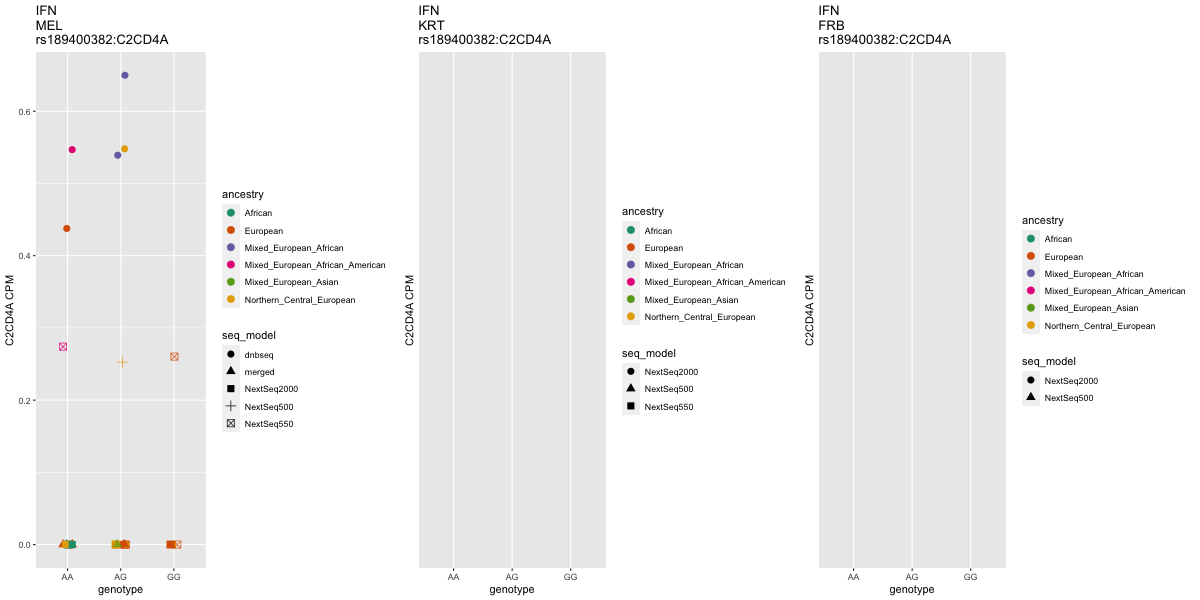 IFN
MEL
rs189400382:C2CD4A
C2CD4A CPM
0.6
0.4
0.2
0.0
AA
AG
GG
genotype
ancestry
African
European
Mixed_European_African
Mixed_European_African_American
Mixed_European_Asian
Northern_Central_European
seq_model
dnbseq
merged
NextSeq2000
NextSeq500
NextSeq550
IFN
KRT
rs189400382:C2CD4A
C2CD4A CPM
AA
AG
GG
genotype
ancestry
African
European
Mixed_European_African
Mixed_European_African_American
Mixed_European_Asian
Northern_Central_European
seq_model
NextSeq2000
NextSeq500
NextSeq550
IFN
FRB
rs189400382:C2CD4A
C2CD4A CPM
AA
AG
GG
genotype
ancestry
African
European
Mixed_European_African
Mixed_European_African_American
Mixed_European_Asian
Northern_Central_European
seq_model
NextSeq2000
NextSeq500